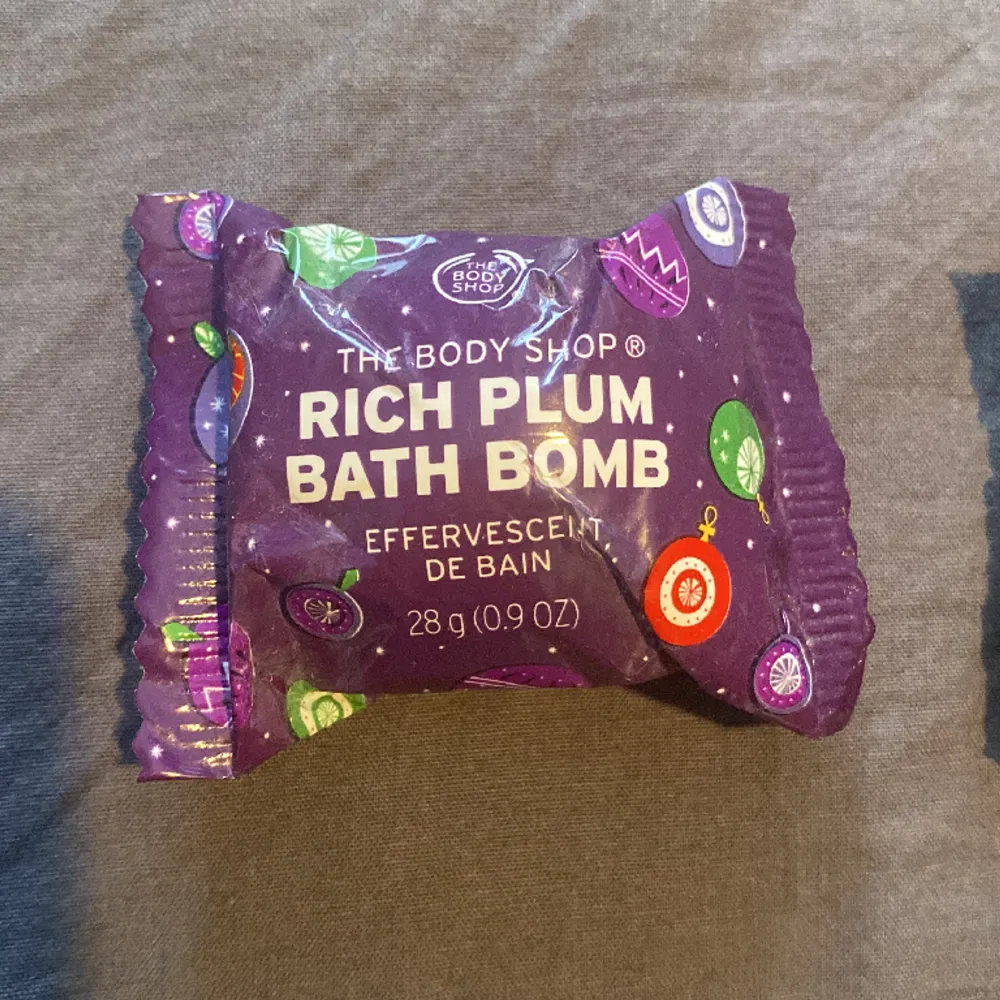 THE
BODY
SHOP
THE BODY SHOP®
RICH PLUM
BATH BOMB
EFFERVESCENT
DE BAIN
28 g (0.9 OZ)